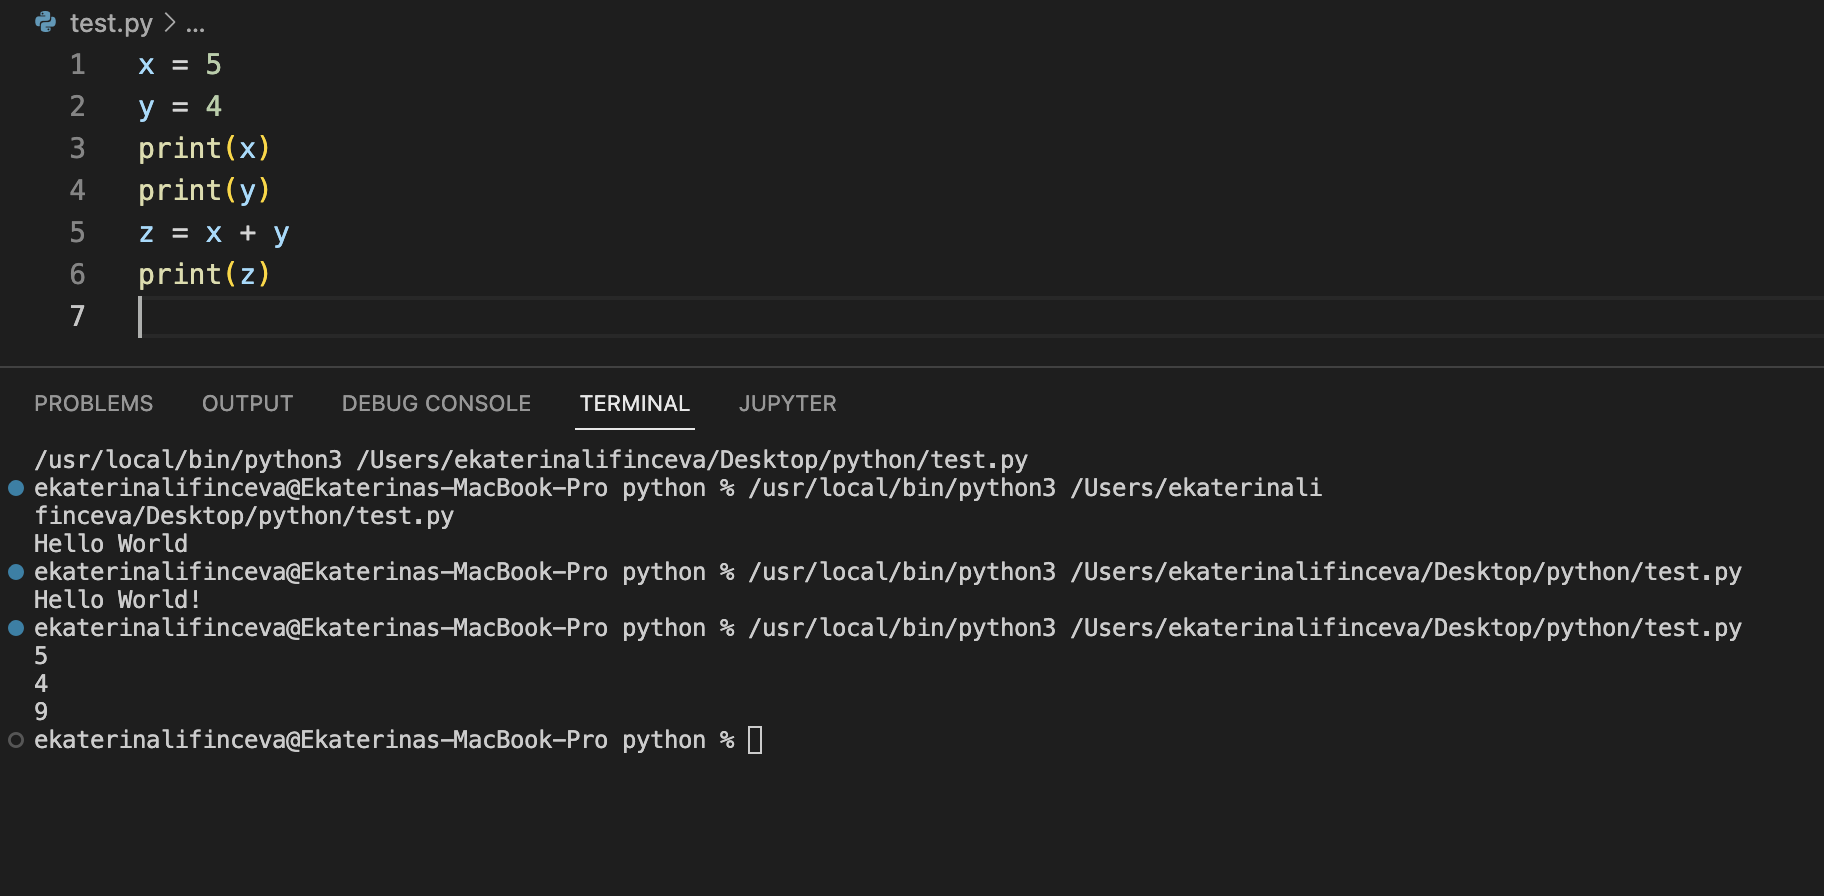 test.py > ...
1 x = 5
2 y = 4
3 print(x)
4 print(y)
5 z = x + y
6 print(z)
7
PROBLEMS OUTPUT DEBUG CONSOLE TERMINAL JUPYTER
/usr/local/bin/python3 /Users/ekaterinalifinceva/Desktop/python/test.py
ekaterinalifinceva@Ekaterinas-MacBook-Pro python % /usr/local/bin/python3 /Users/ekaterinali
finceva/Desktop/python/test.py
Hello World
ekaterinalifinceva@Ekaterinas-MacBook-Pro python % /usr/local/bin/python3 /Users/ekaterinalifinceva/Desktop/python/test.py
Hello World!
ekaterinalifinceva@Ekaterinas-MacBook-Pro python % /usr/local/bin/python3 /Users/ekaterinalifinceva/Desktop/python/test.py
5
4
9
ekaterinalifinceva@Ekaterinas-MacBook-Pro python %